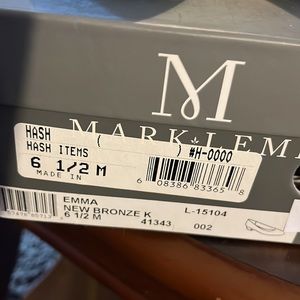 M
MARK LEM
HASH ( ) #H-0000
HASH ITEMS
6 1/2 M
MADE IN
6 08386 83365 8
EMMA L-15104
NEW BRONZE K
6 1/2 M 41343 002